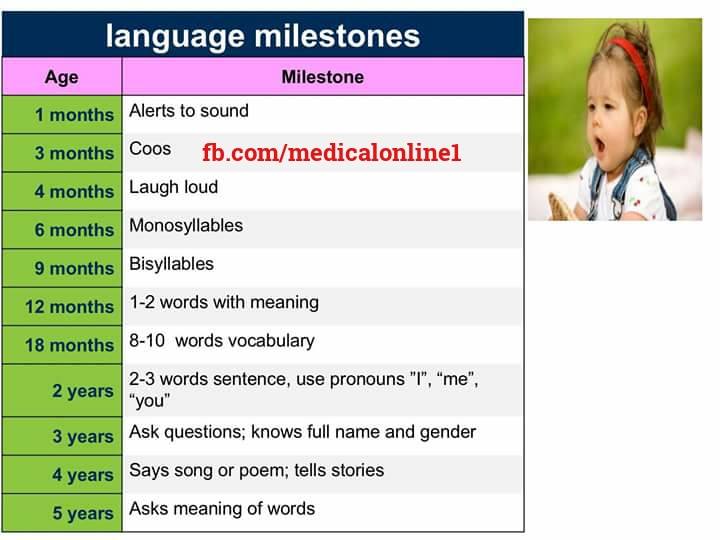 language milestones
Age Milestone
1 months Alerts to sound
3 months Coos fb.com/medicalonline1
4 months Laugh loud
6 months Monosyllables
9 months Bisyllables
12 months 1-2 words with meaning
18 months 8-10 words vocabulary
2 years 2-3 words sentence, use pronouns ”I”, “me”,
“you”
3 years Ask questions; knows full name and gender
4 years Says song or poem; tells stories
5 years Asks meaning of words